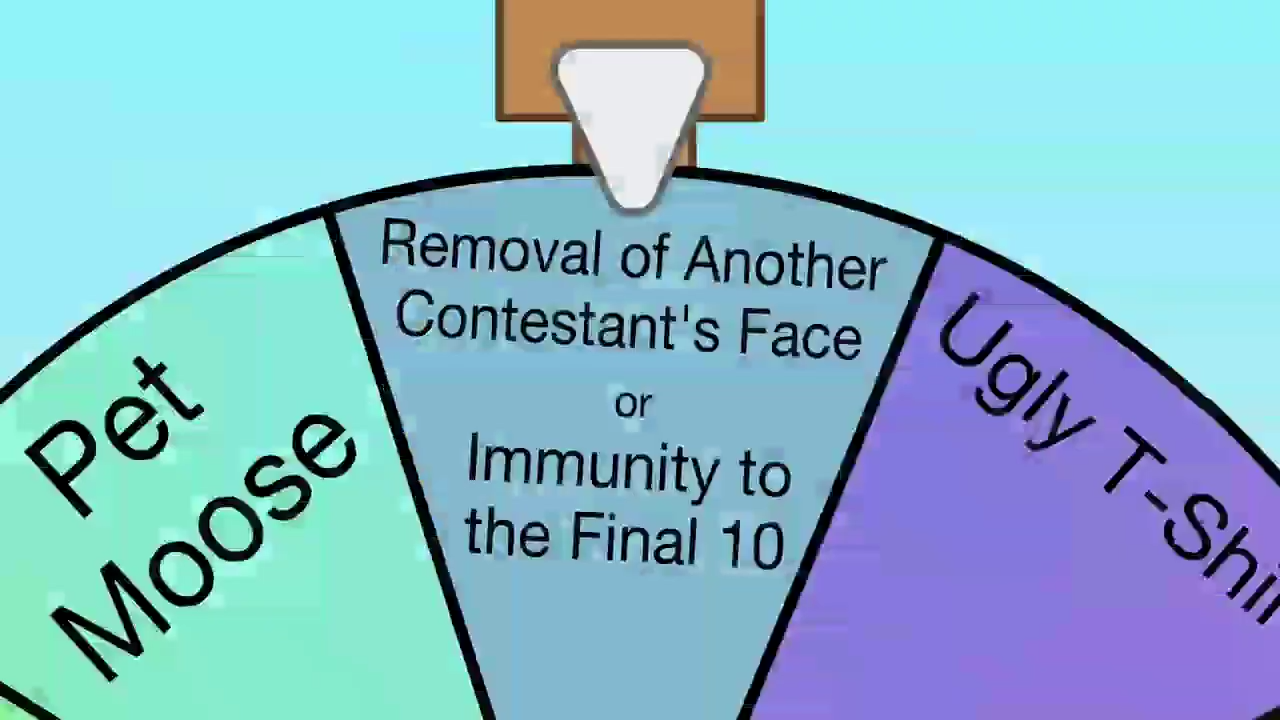 Pet
Moose
Removal of Another
Contestant's Face
or
Immunity to
the Final 10
Ugly T-Shi